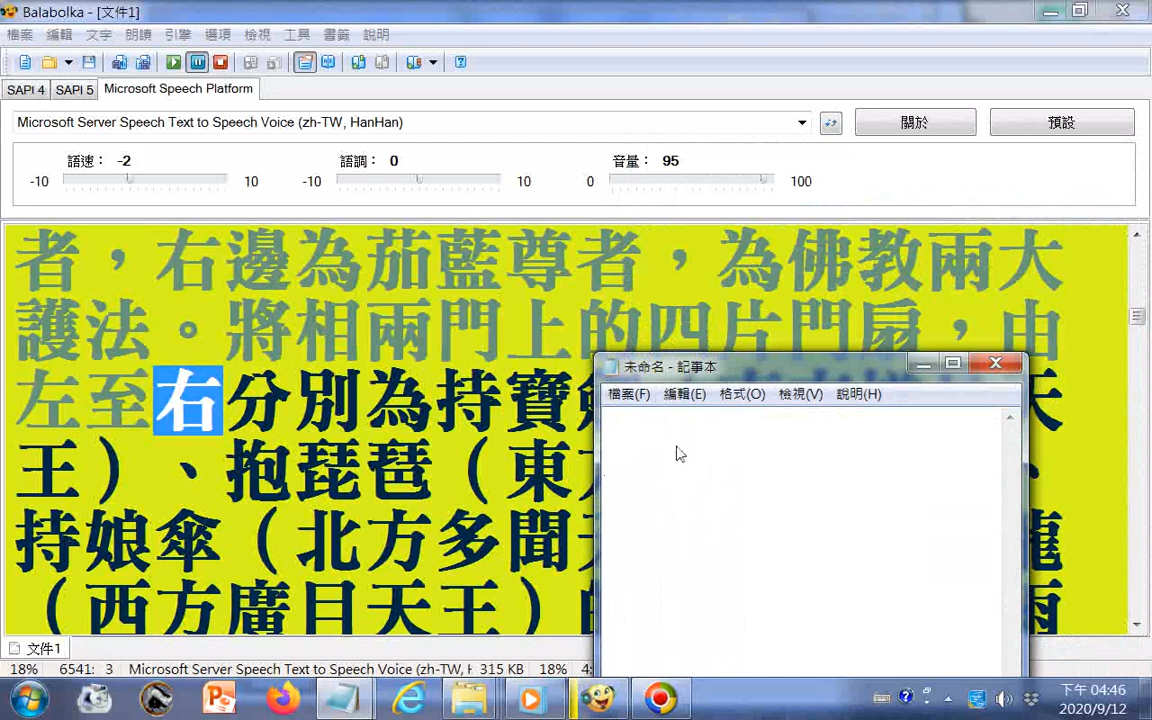 Balabolka - [文件1]
檔案 編輯 文字 朗讀 引擎 選項 檢視 工具 書籤 說明
SAPI 4 SAPI 5 Microsoft Speech Platform
Microsoft Server Speech Text to Speech Voice (zh-TW, HanHan) 關於 預設
語速： -2 語調： 0 音量： 95
-10 10 -10 10 0 100
者，右邊為茄藍尊者，為佛教兩大
護法。將相兩門上的四片門扇，由
左至右分別為持寶 天
王）、抱琵琶（東 、
持娘傘（北方多聞 龍
（西方廣目天王）的 兩
未命名 - 記事本
檔案(F) 編輯(E) 格式(O) 檢視(V) 說明(H)
文件1
18% 6541: 3 Microsoft Server Speech Text to Speech Voice (zh-TW, H 315 KB 18% 4:
下午 04:46
2020/9/12